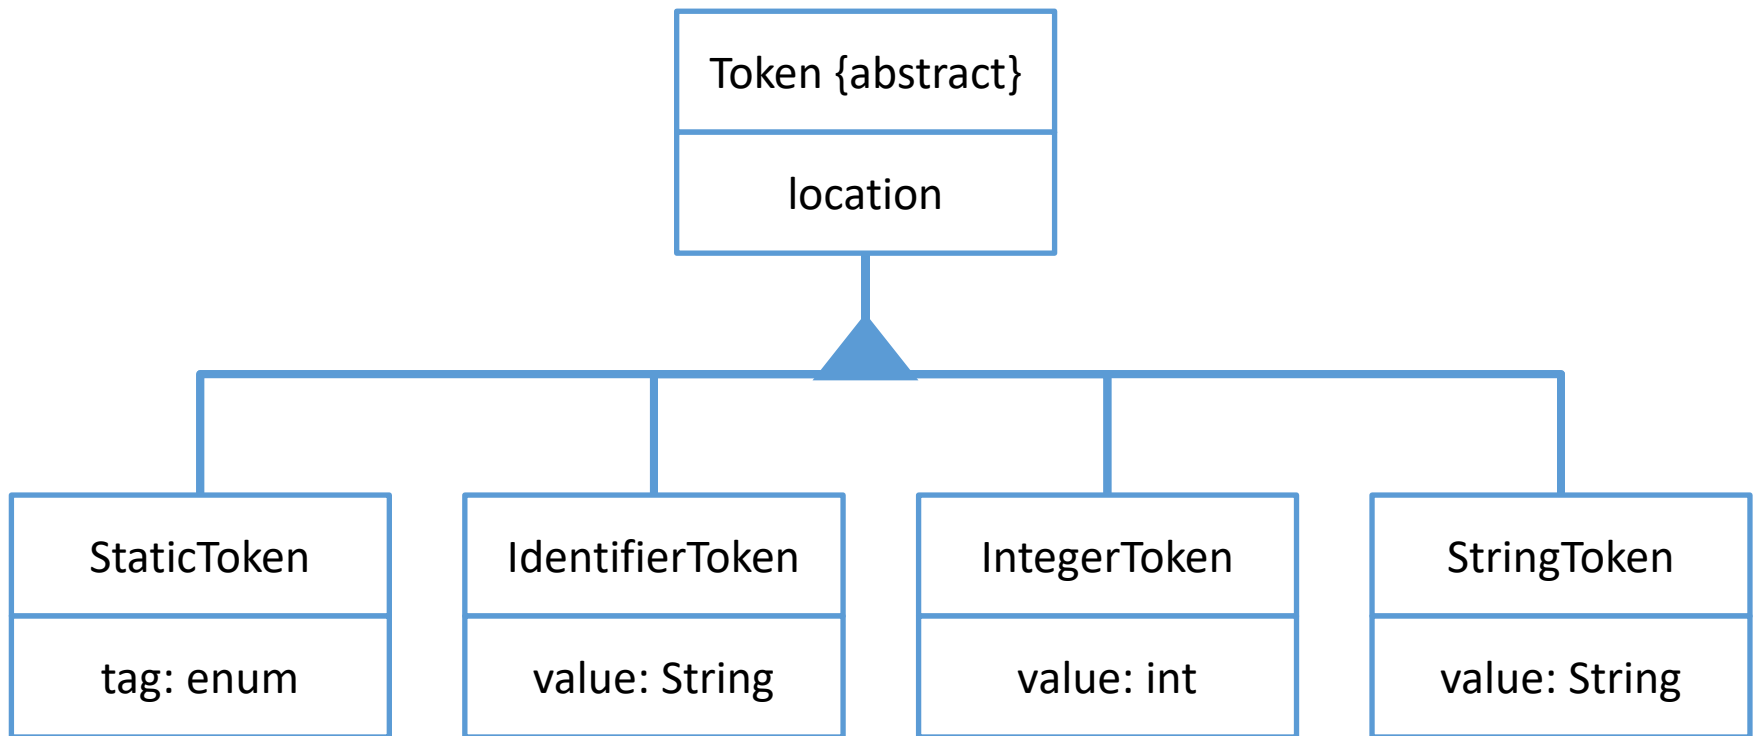 Token {abstract}
location
StaticToken
IdentifierToken
IntegerToken
StringToken
tag: enum
value: String
value: int
value: String